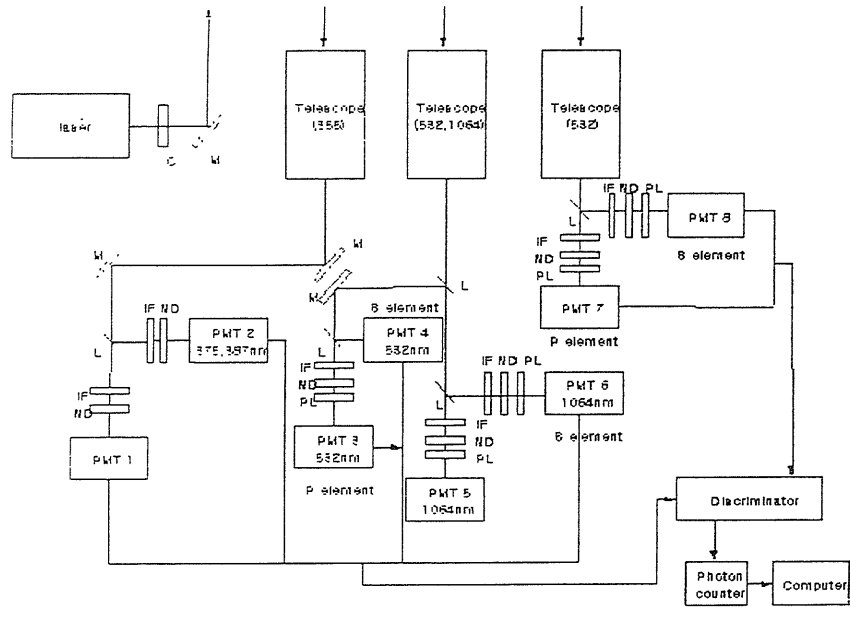 laser
C
L
M
Telescope
(355)
Telescope
(532,1064)
Telescope
(532)
IF ND PL
L
PMT 8
S element
IF
ND
PL
PMT 7
P element
M
M
M
L
S element
IF ND
L
PMT 2
375,397nm
L
PMT 4
532nm
IF
ND
PL
IF ND PL
L
PMT 6
1064nm
S element
IF
ND
PMT 1
PMT 3
532nm
P element
IF
ND
PL
PMT 5
1064nm
Discriminator
Photon
counter
Computer